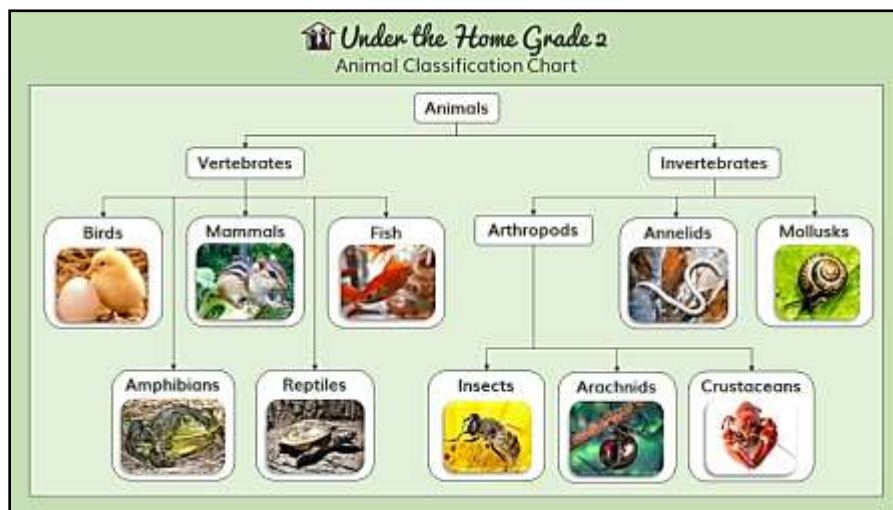 Under the Home Grade 2
Animal Classification Chart
Animals
Vertebrates
Invertebrates
Birds
Mammals
Fish
Arthropods
Annelids
Mollusks
Amphibians
Reptiles
Insects
Arachnids
Crustaceans